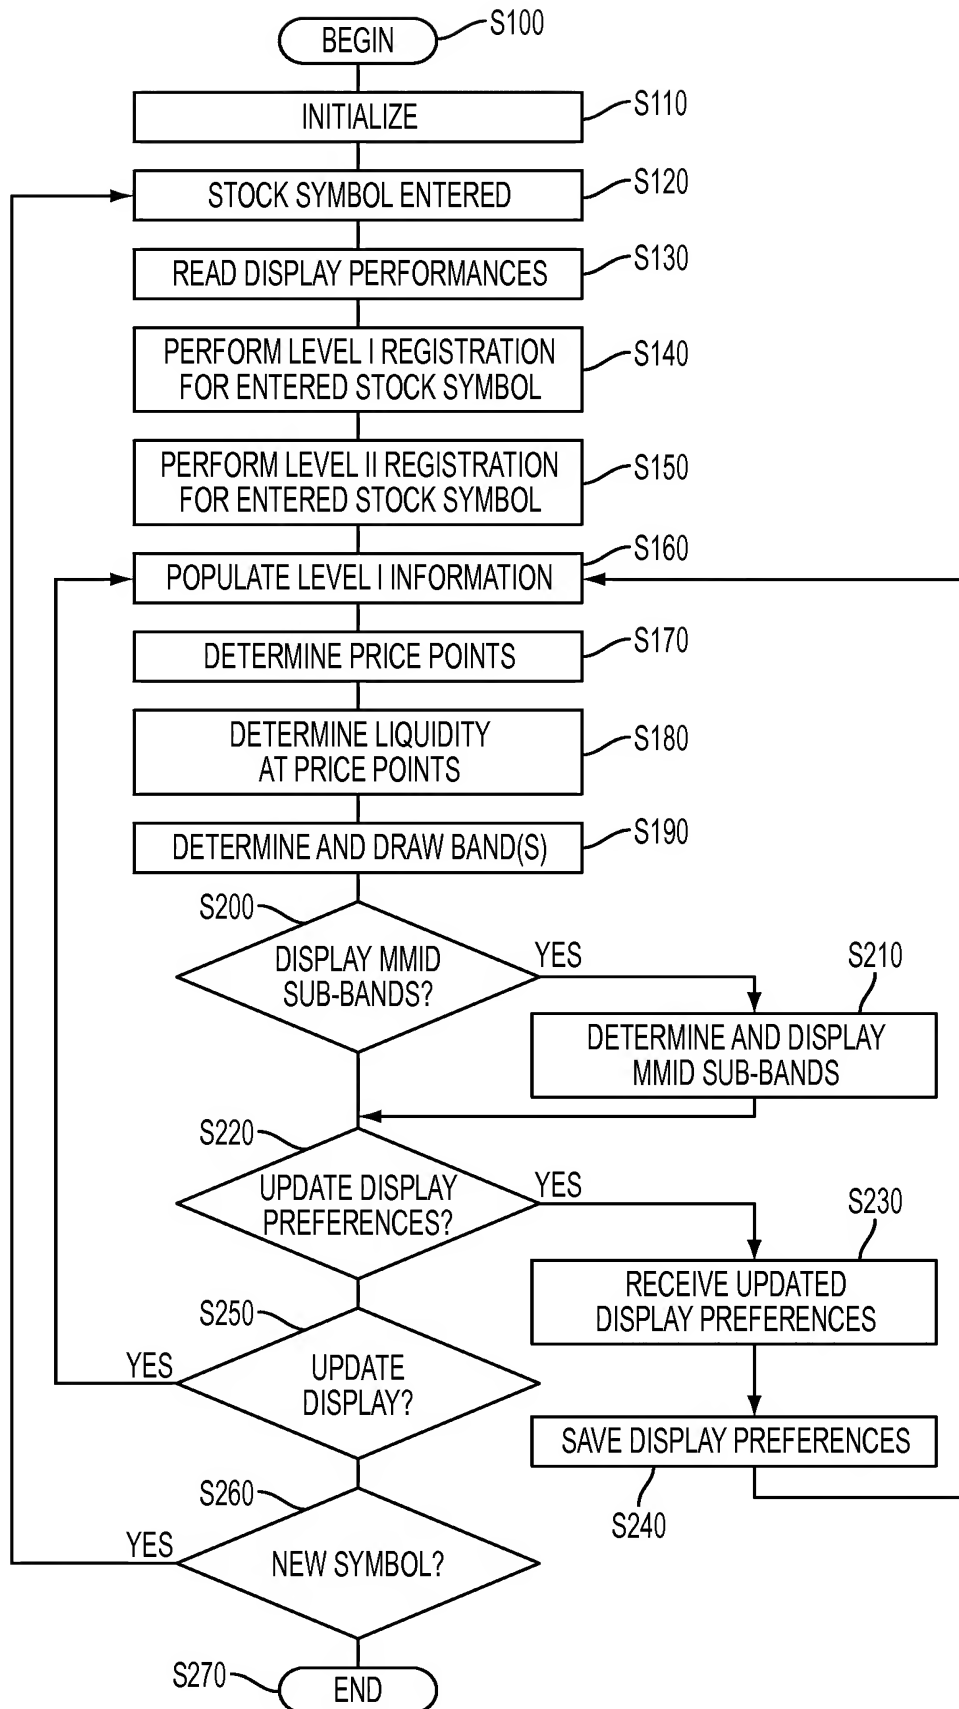 BEGIN
S100
INITIALIZE
S110
STOCK SYMBOL ENTERED
S120
READ DISPLAY PERFORMANCES
S130
PERFORM LEVEL I REGISTRATION
FOR ENTERED STOCK SYMBOL
S140
PERFORM LEVEL II REGISTRATION
FOR ENTERED STOCK SYMBOL
S150
POPULATE LEVEL I INFORMATION
S160
DETERMINE PRICE POINTS
S170
DETERMINE LIQUIDITY
AT PRICE POINTS
S180
DETERMINE AND DRAW BAND(S)
S190
S200
DISPLAY MMID
SUB-BANDS?
YES
S210
DETERMINE AND DISPLAY
MMID SUB-BANDS
S220
UPDATE DISPLAY
PREFERENCES?
YES
S230
RECEIVE UPDATED
DISPLAY PREFERENCES
S250
YES
UPDATE
DISPLAY?
SAVE DISPLAY PREFERENCES
S240
S260
YES
NEW SYMBOL?
S270
END